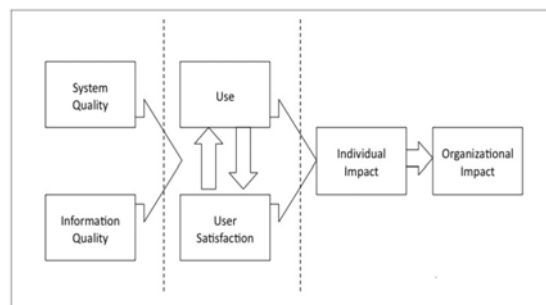 System
Quality
Use
Individual
Impact
Organizational
Impact
Information
Quality
User
Satisfaction